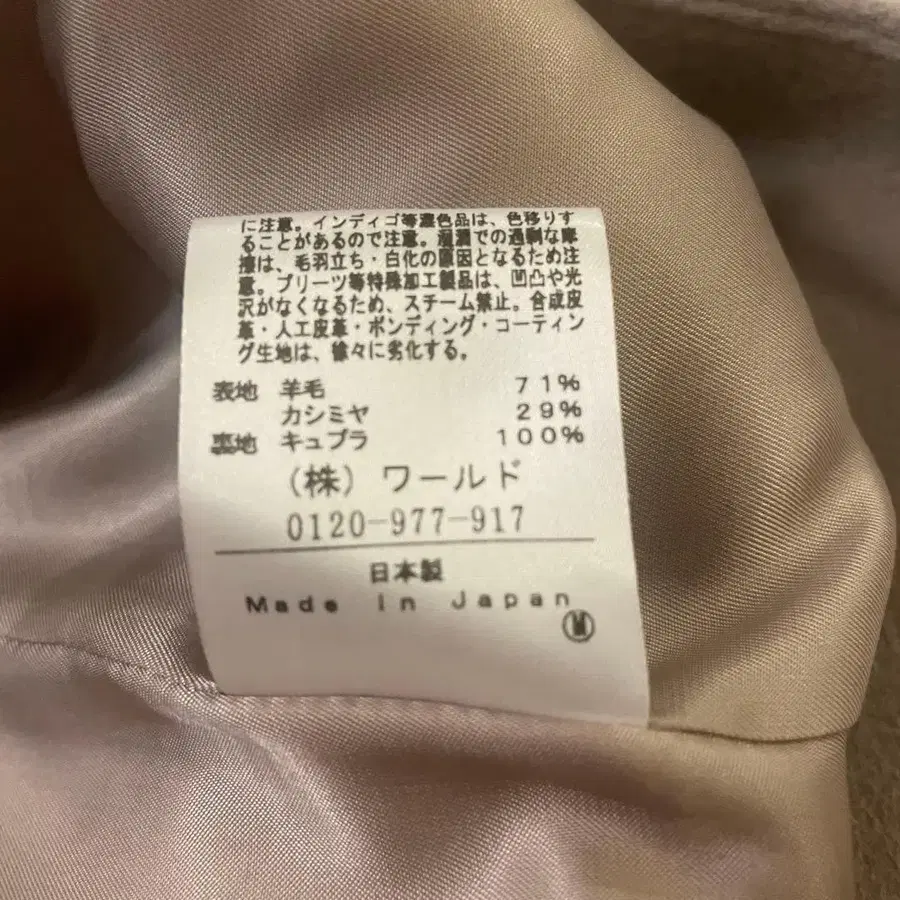 に注意。インディゴ等濃色品は、色移りす
ることがあるので注意。湿潤での過剰な摩
擦は、毛羽立ち・白化の原因となるため注
意。プリーツ等特殊加工製品は、凹凸や光
沢がなくなるため、スチーム禁止。合成皮
革・人工皮革・ボンディング・コーティン
グ生地は、徐々に劣化する。
表地 羊毛 71%
カシミヤ 29%
裏地 キュプラ 100%
(株) ワールド
0120-977-917
日本製
Made in Japan
Ⓜ